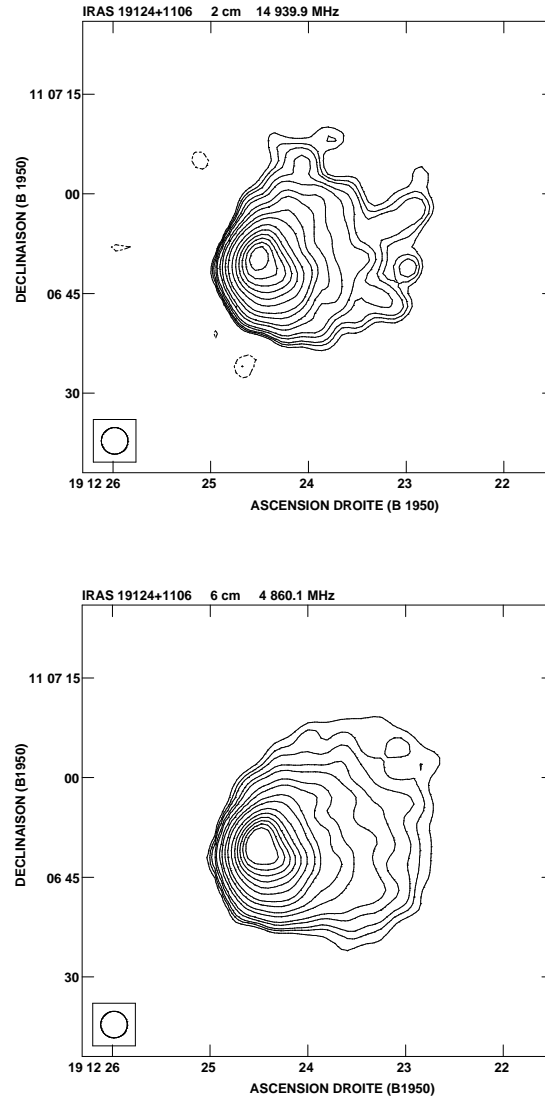 IRAS 19124+1106 2 cm 14 939.9 MHz
11 07 15
00
DECLINAISON (B 1950)
06 45
30
19 12 26 25 24 23 22
ASCENSION DROITE (B 1950)
IRAS 19124+1106 6 cm 4 860.1 MHz
11 07 15
00
DECLINAISON (B1950)
06 45
30
19 12 26 25 24 23 22
ASCENSION DROITE (B1950)